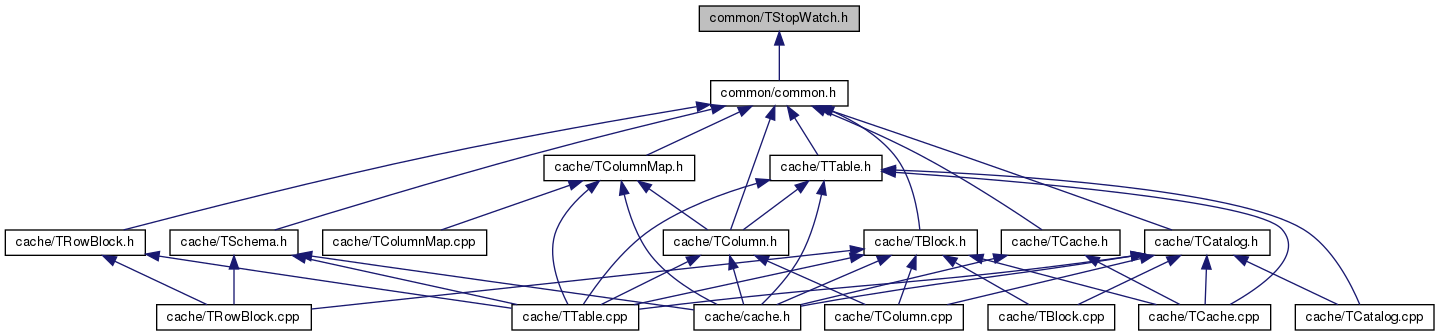 common/TStopWatch.h
common/common.h
cache/TColumnMap.h
cache/TTable.h
cache/TRowBlock.h
cache/TSchema.h
cache/TColumnMap.cpp
cache/TColumn.h
cache/TBlock.h
cache/TCache.h
cache/TCatalog.h
cache/TRowBlock.cpp
cache/TTable.cpp
cache/cache.h
cache/TColumn.cpp
cache/TBlock.cpp
cache/TCache.cpp
cache/TCatalog.cpp